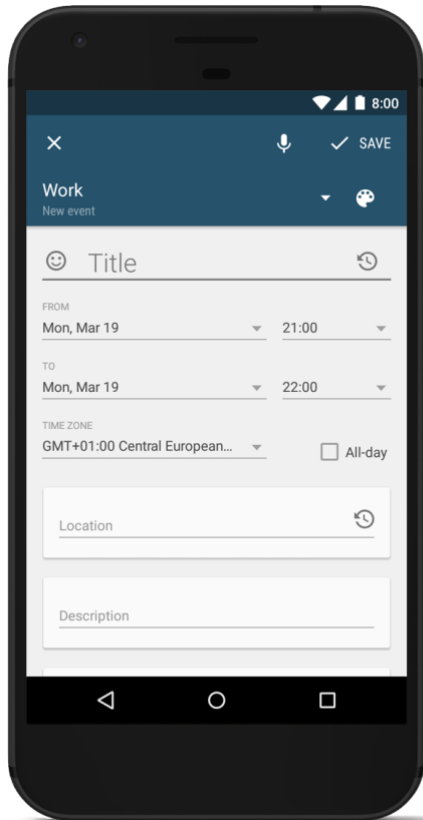 8:00
SAVE
Work
New event
Title
FROM
Mon, Mar 19 21:00
TO
Mon, Mar 19 22:00
TIME ZONE
GMT+01:00 Central European...
All-day
Location
Description